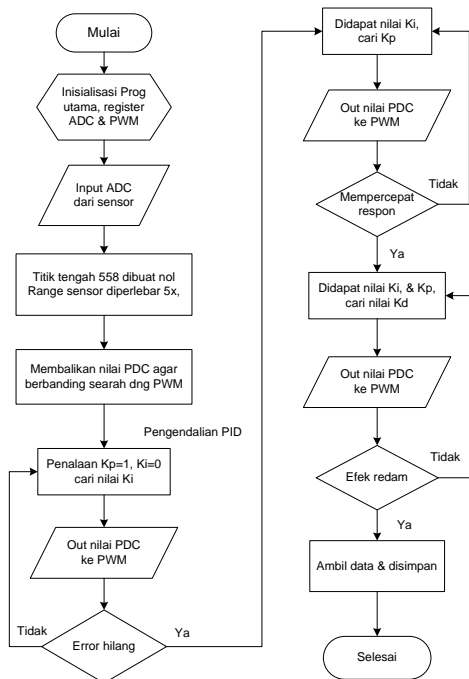 Mulai
Inisialisasi Prog
utama, register
ADC & PWM
Input ADC
dari sensor
Titik tengah 558 dibuat nol
Range sensor diperlebar 5x,
Membalikan nilai PDC agar
berbanding searah dng PWM
Pengendalian PID
Penalaan Kp=1, Ki=0
cari nilai Ki
Out nilai PDC
ke PWM
Tidak
Error hilang
Ya
Didapat nilai Ki,
cari Kp
Out nilai PDC
ke PWM
Mempercepat
respon
Tidak
Ya
Didapat nilai Ki, & Kp,
cari nilai Kd
Out nilai PDC
ke PWM
Efek redam
Tidak
Ya
Ambil data & disimpan
Selesai